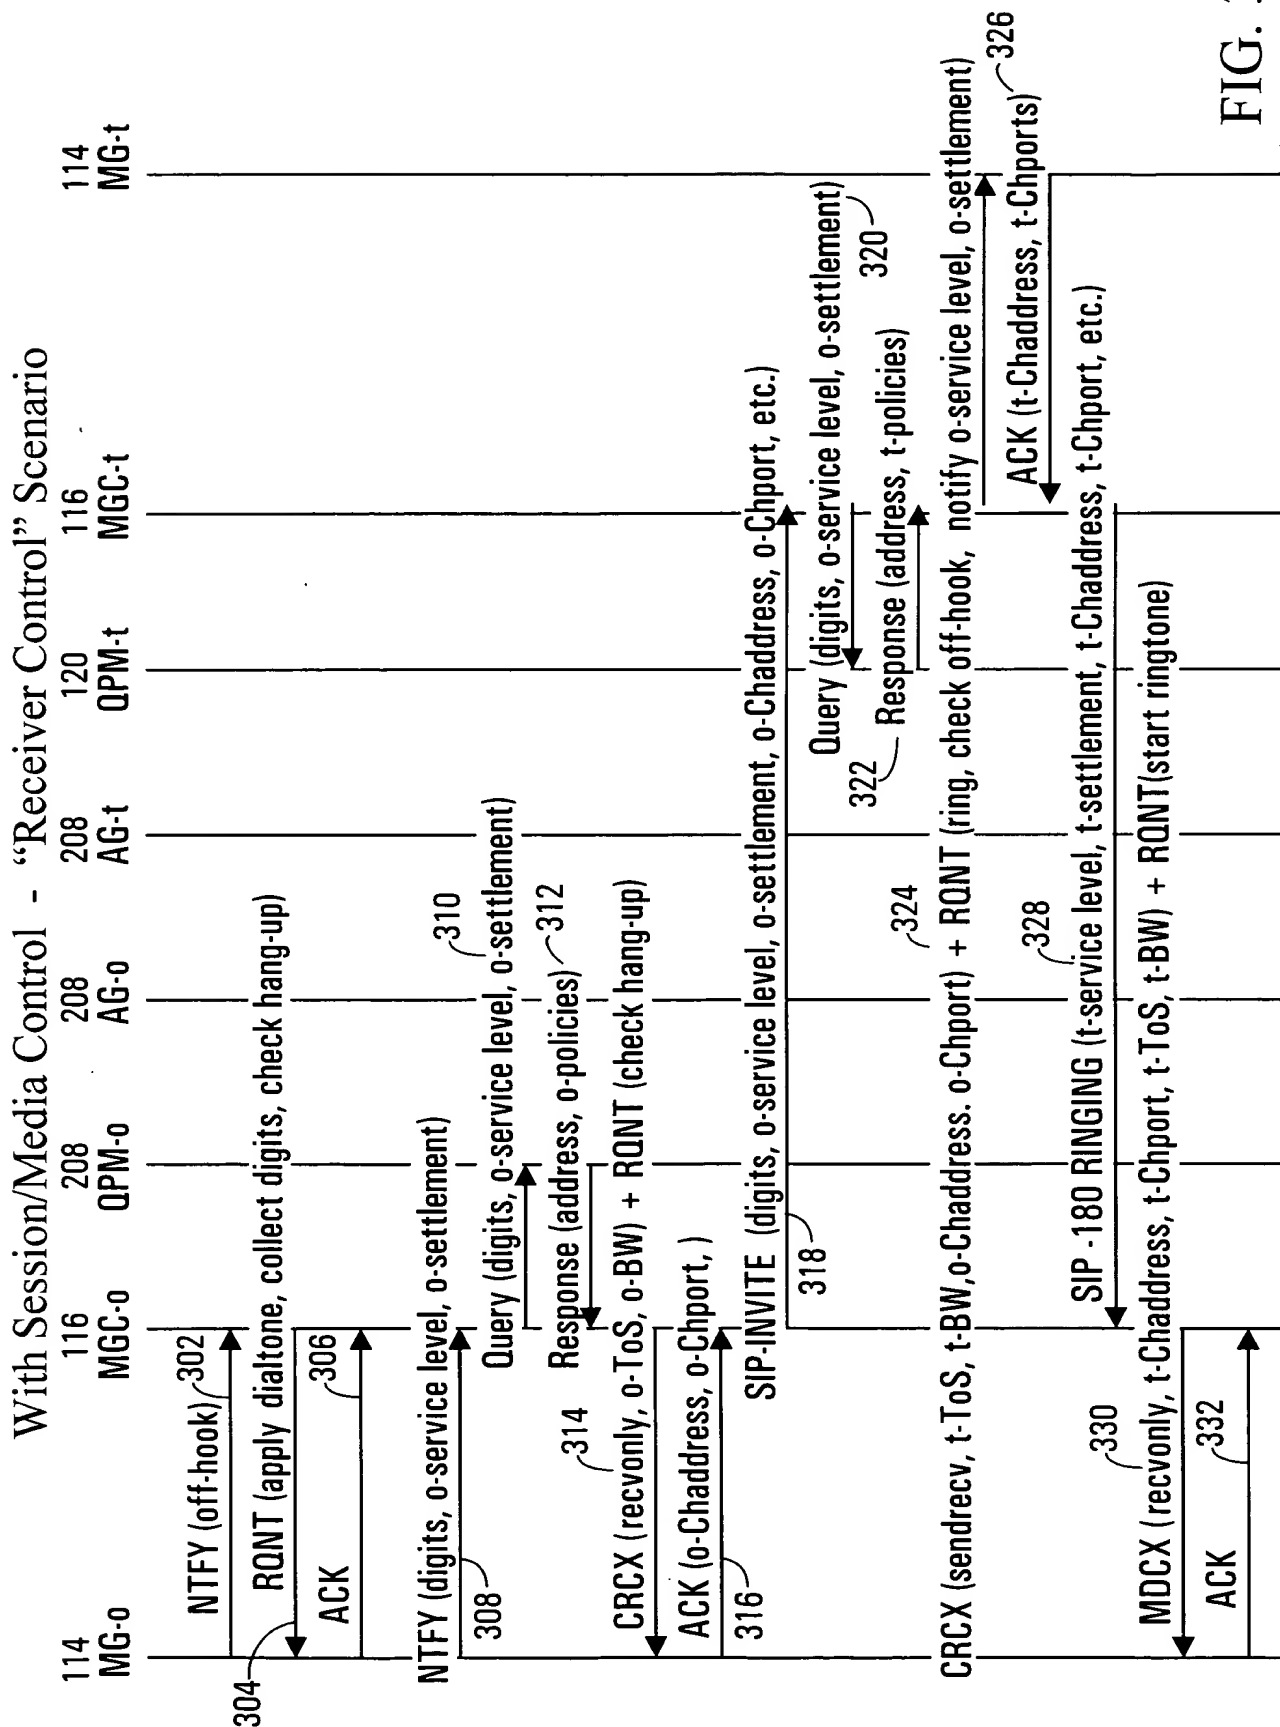 With Session/Media Control - “Receiver Control” Scenario
114 116 208 208 208 120 116 114
MG-o MGC-o QPM-o AG-o AG-t QPM-t MGC-t MG-t
NTFY (off-hook) 302
RQNT (apply dialtone, collect digits, check hang-up)
304
ACK 306
NTFY (digits, o-service level, o-settlement)
308
310
Query (digits, o-service level, o-settlement)
Response (address, o-policies) 312
314
CRCX (recvonly, o-ToS, o-BW) + RQNT (check hang-up)
ACK (o-Chaddress, o-Chport, )
316
SIP-INVITE (digits, o-service level, o-settlement, o-Chaddress, o-Chport, etc.)
318
Query (digits, o-service level, o-settlement)
320
322
Response (address, t-policies)
324
CRCX (sendrecv, t-ToS, t-BW,o-Chaddress. o-Chport) + RQNT (ring, check off-hook, notify o-service level, o-settlement)
326
ACK (t-Chaddress, t-Chports)
328
SIP -180 RINGING (t-service level, t-settlement, t-Chaddress, t-Chport, etc.)
330
MDCX (recvonly, t-Chaddress, t-Chport, t-ToS, t-BW) + RQNT(start ringtone)
ACK 332
FIG.